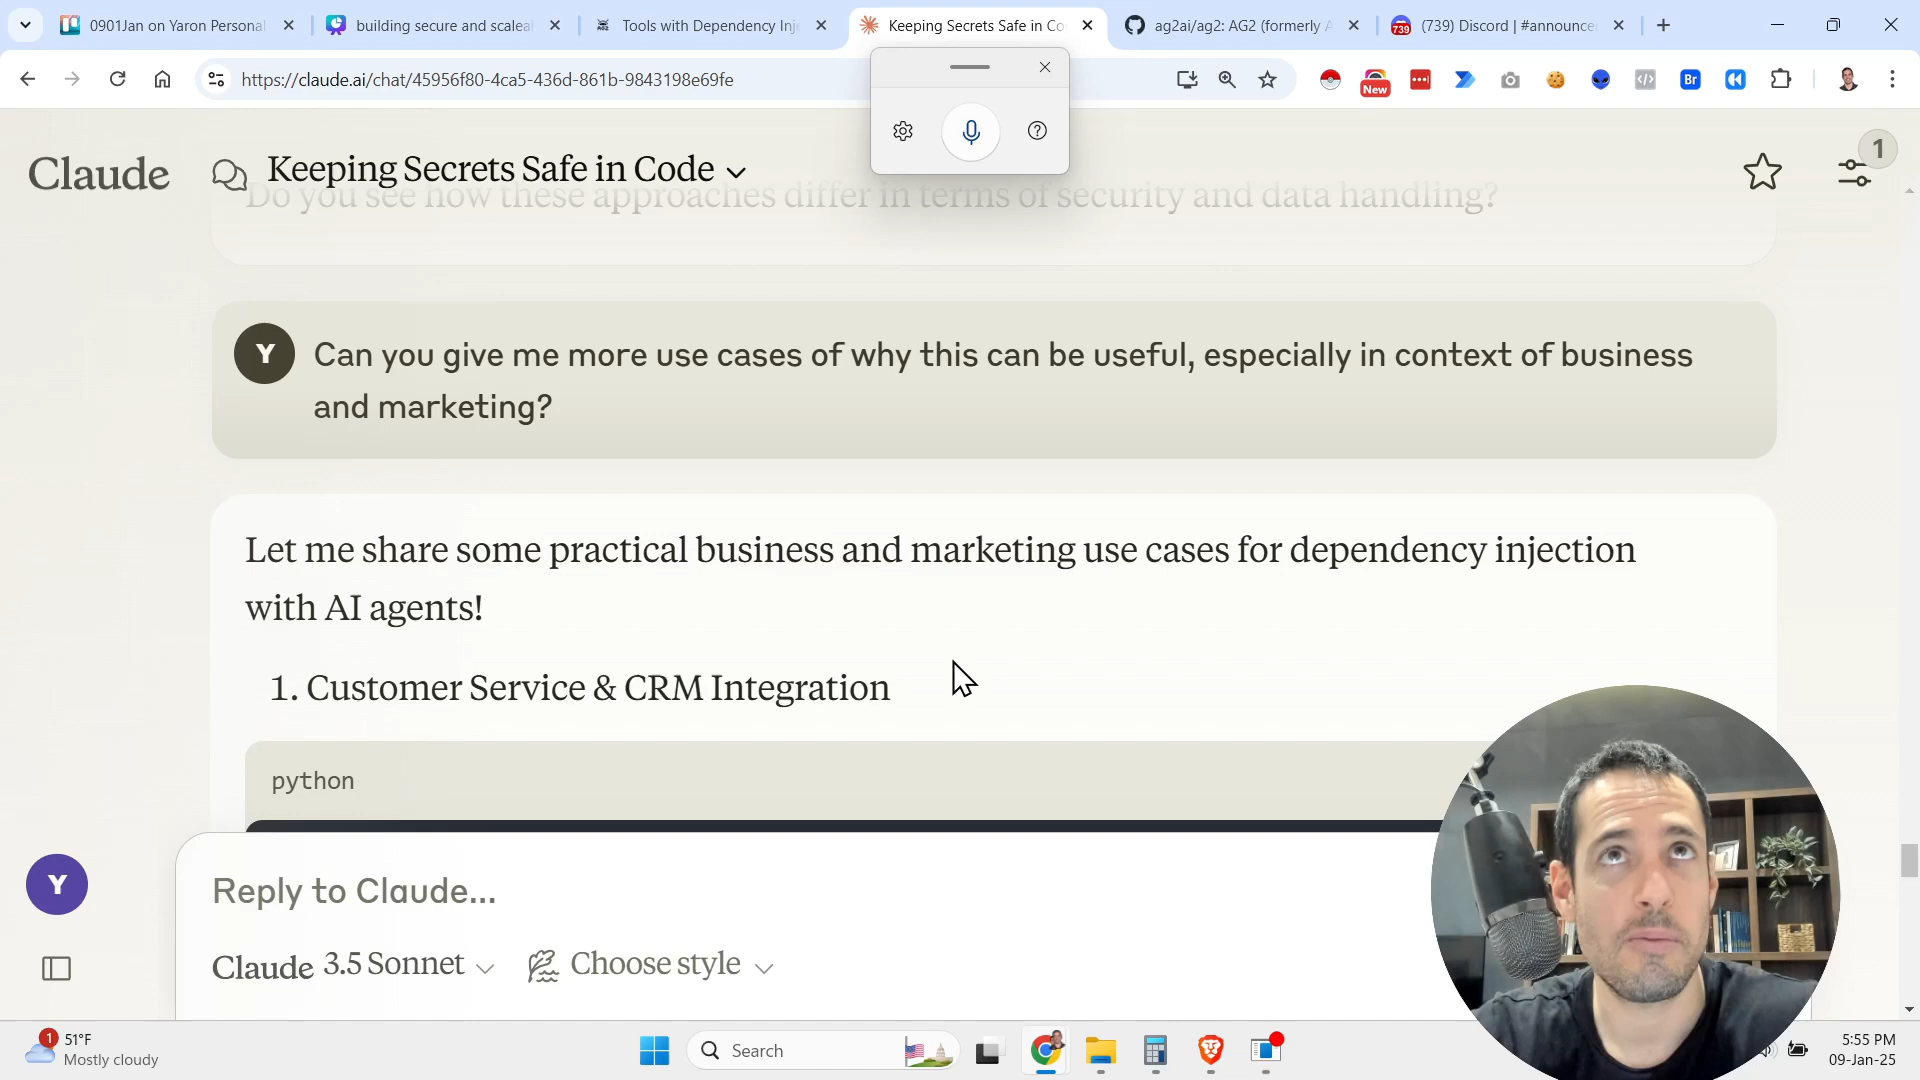 0901Jan on Yaron Personal
building secure and scaleal
Tools with Dependency Inj
Keeping Secrets Safe in Co
ag2ai/ag2: AG2 (formerly A
(739) Discord | #announce
https://claude.ai/chat/45956f80-4ca5-436d-861b-9843198e69fe
New
Br
Claude
Keeping Secrets Safe in Code
1
Do you see how these approaches differ in terms of security and data handling?
Y
Can you give me more use cases of why this can be useful, especially in context of business
and marketing?
Let me share some practical business and marketing use cases for dependency injection
with AI agents!
1. Customer Service & CRM Integration
python
Y
Reply to Claude...
Claude 3.5 Sonnet
Choose style
1
51°F
Mostly cloudy
Search
5:55 PM
09-Jan-25